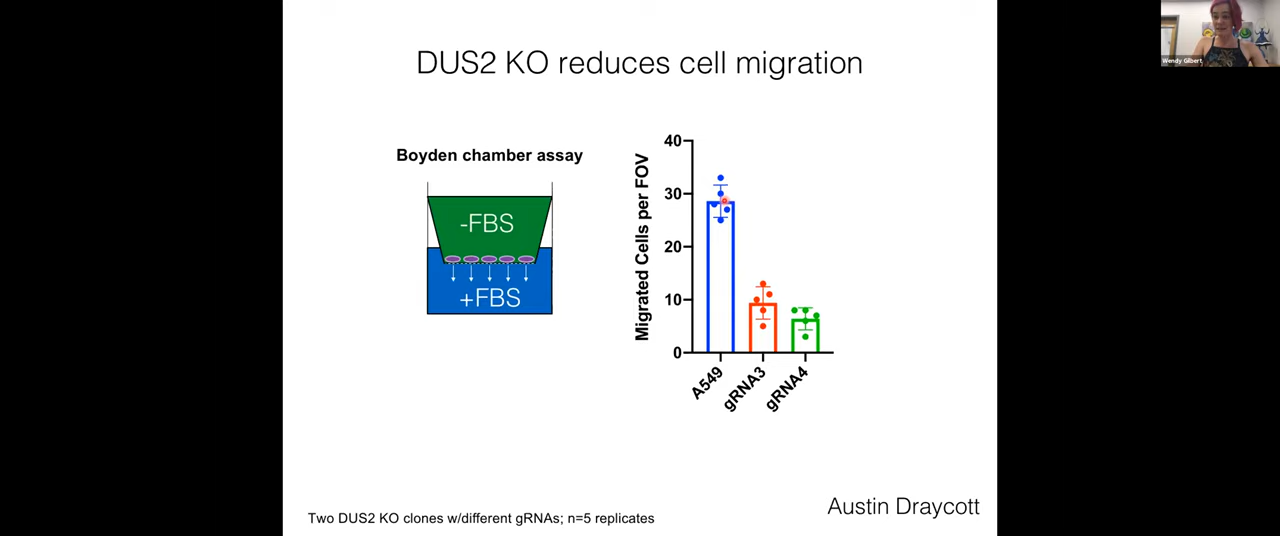 DUS2 KO reduces cell migration
Wendy Gilbert
Boyden chamber assay
-FBS
+FBS
Migrated Cells per FOV
40
30
20
10
0
A549
gRNA3
gRNA4
Two DUS2 KO clones w/different gRNAs; n=5 replicates
Austin Draycott